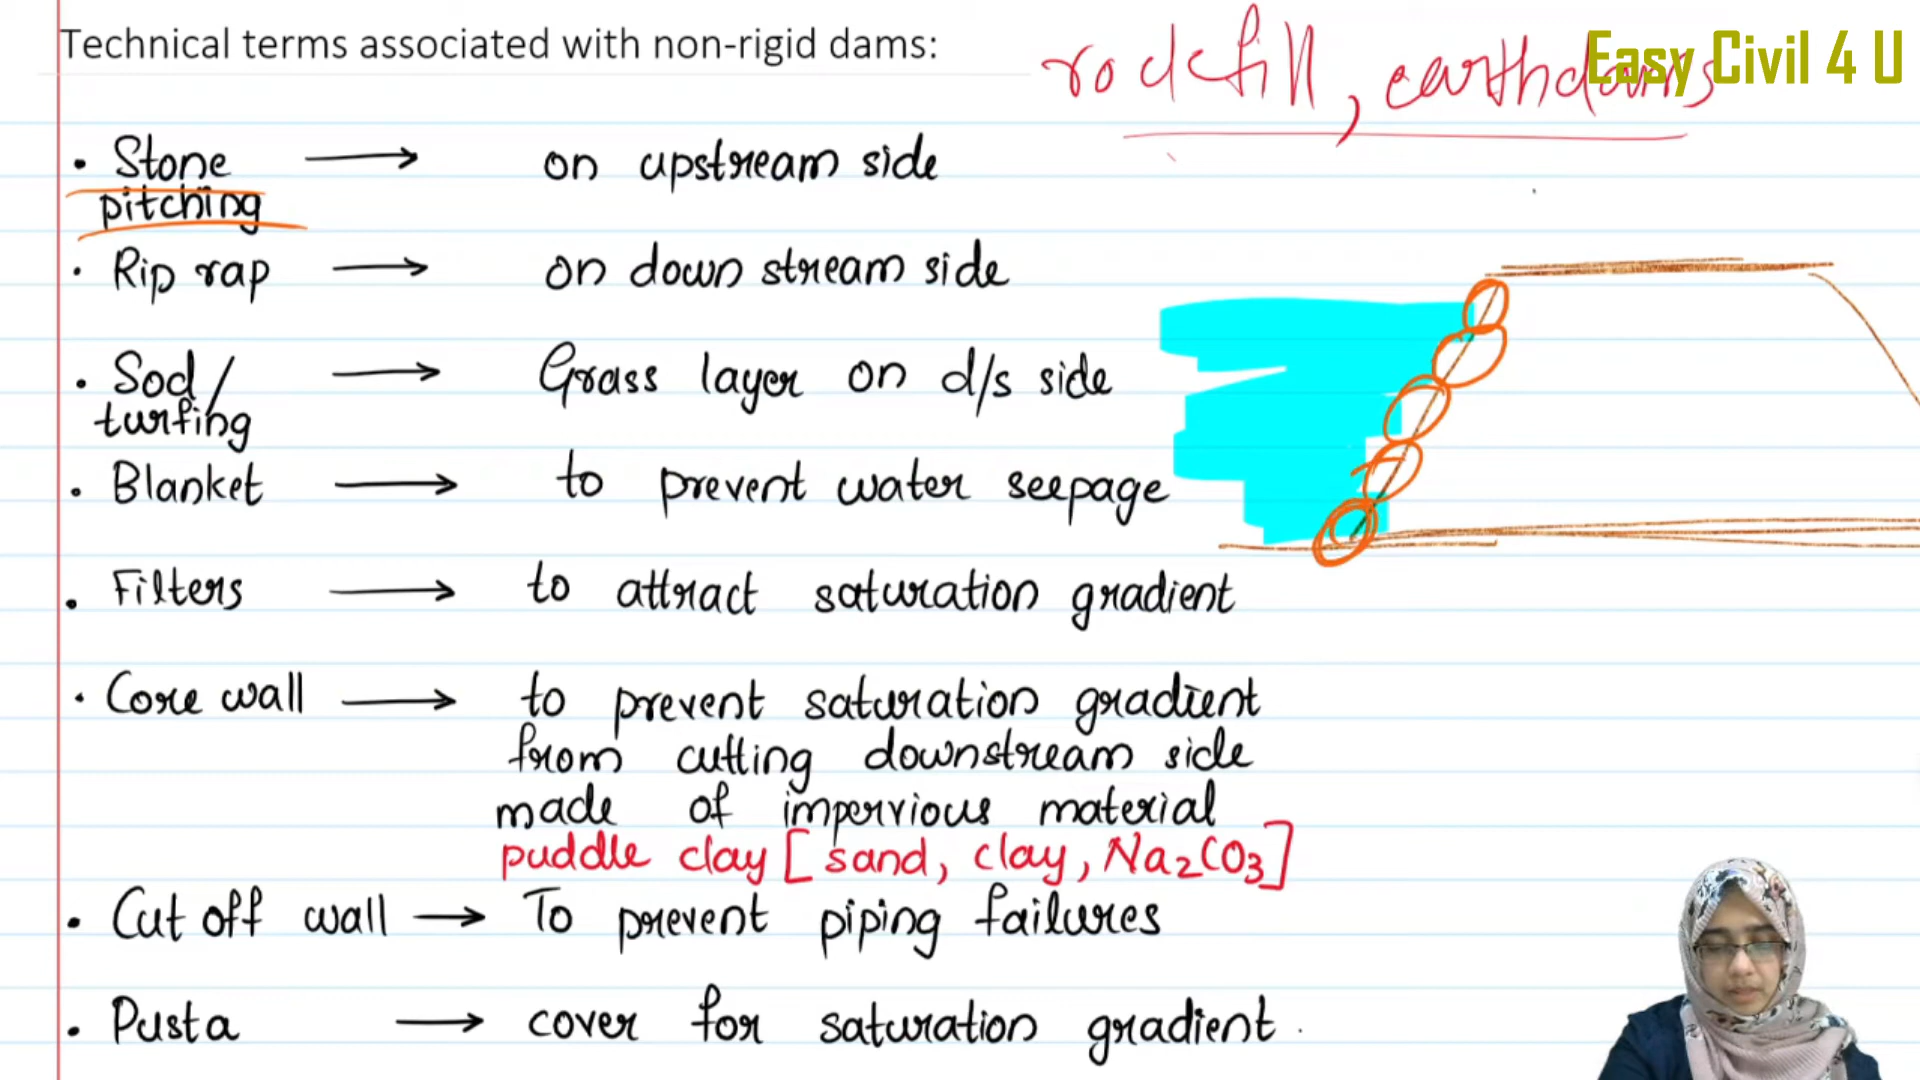 Technical terms associated with non-rigid dams:
rockfill, earthdams
Easy Civil 4 U
• Stone pitching → on upstream side
• Rip rap → on down stream side
• Sod/ turfing → Grass layer on d/s side
• Blanket → to prevent water seepage
• Filters → to attract saturation gradient
• Core wall → to prevent saturation gradient
from cutting downstream side
made of impervious material
puddle clay [sand, clay, Na₂CO₃]
• Cut off wall → To prevent piping failures
• Pusta → cover for saturation gradient.